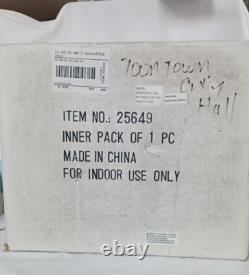 Toon Town
City
Hall
ITEM NO.: 25649
INNER PACK OF 1 PC
MADE IN CHINA
FOR INDOOR USE ONLY
ebay